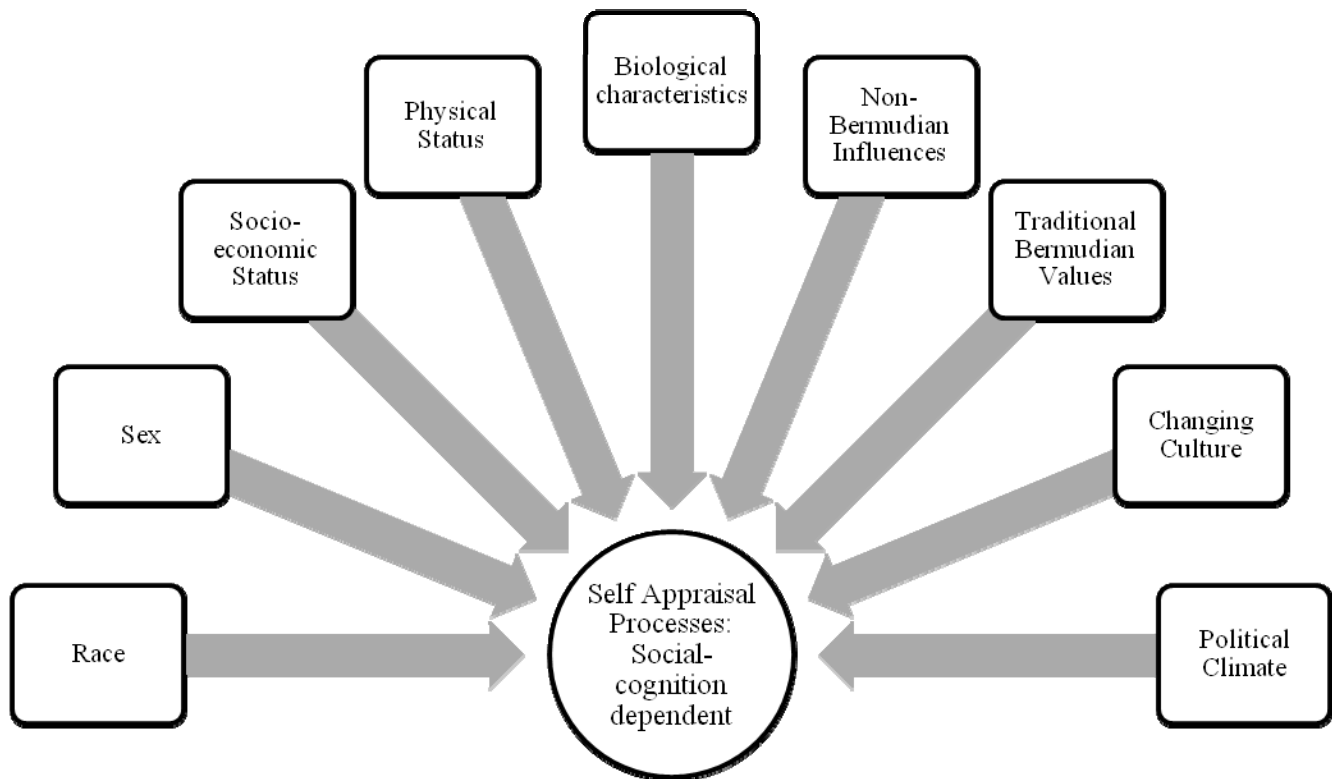 Biological
characteristics
Physical
Status
Non-
Bermudian
Influences
Socio-
economic
Status
Traditional
Bermudian
Values
Sex
Changing
Culture
Race
Self Appraisal
Processes:
Social-
cognition
dependent
Political
Climate